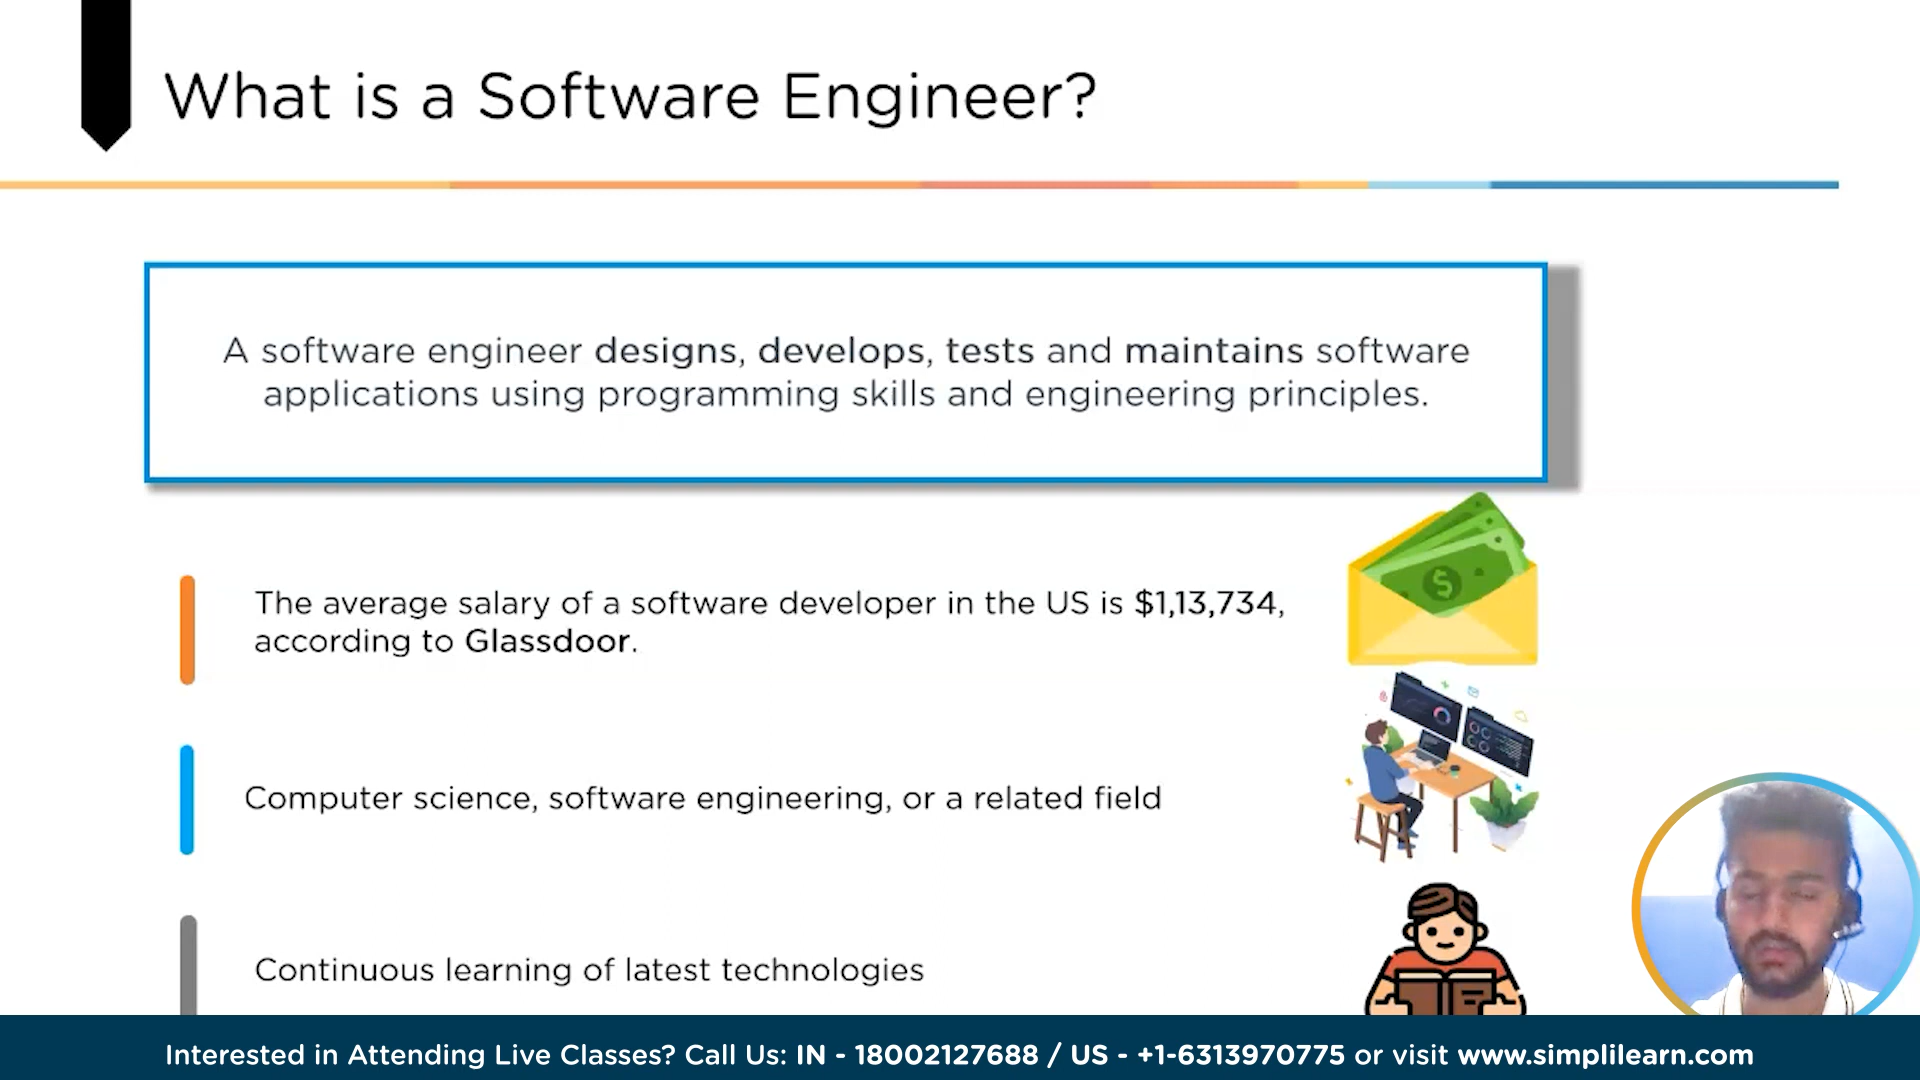 What is a Software Engineer?
A software engineer designs, develops, tests and maintains software
applications using programming skills and engineering principles.
The average salary of a software developer in the US is $1,13,734,
according to Glassdoor.
Computer science, software engineering, or a related field
Continuous learning of latest technologies
Interested in Attending Live Classes? Call Us: IN - 18002127688 / US - +1-6313970775 or visit www.simplilearn.com